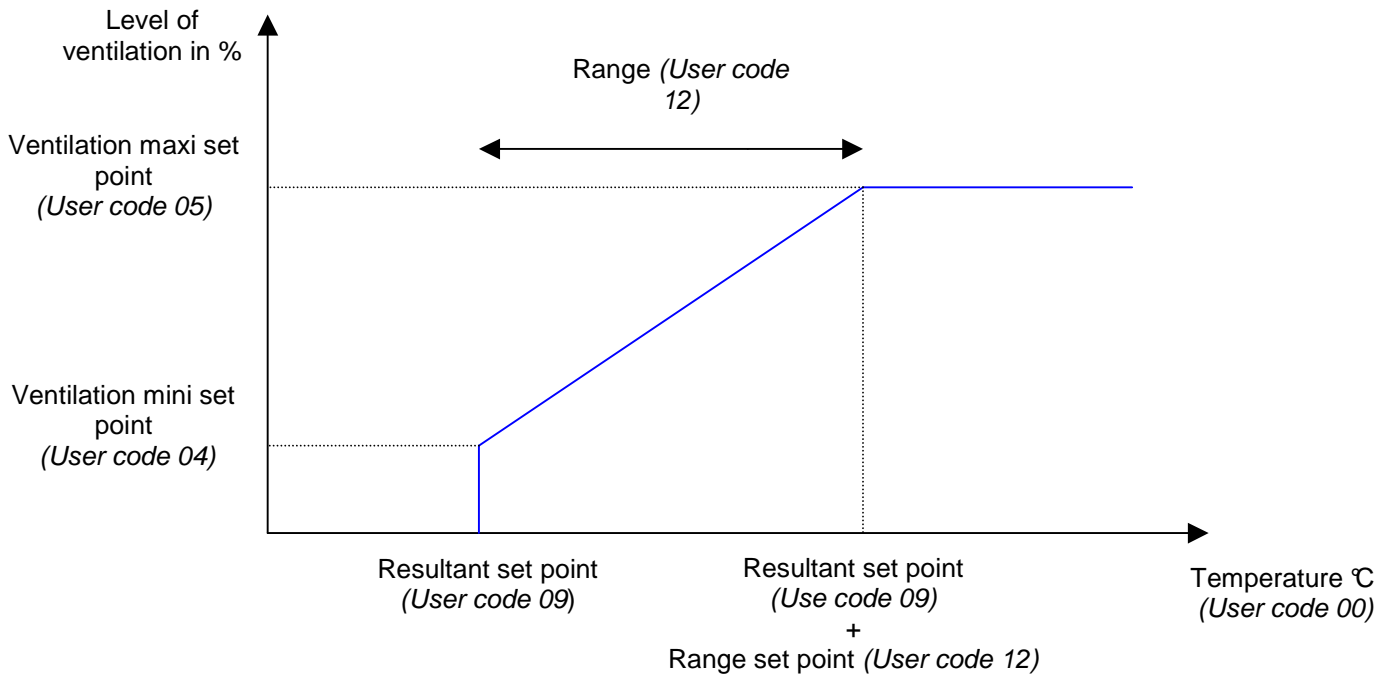 Level of
ventilation in %
Range (User code
12)
Ventilation maxi set
point
(User code 05)
Ventilation mini set
point
(User code 04)
Resultant set point
(User code 09)
Resultant set point
(Use code 09)
+
Range set point (User code 12)
Temperature °C
(User code 00)